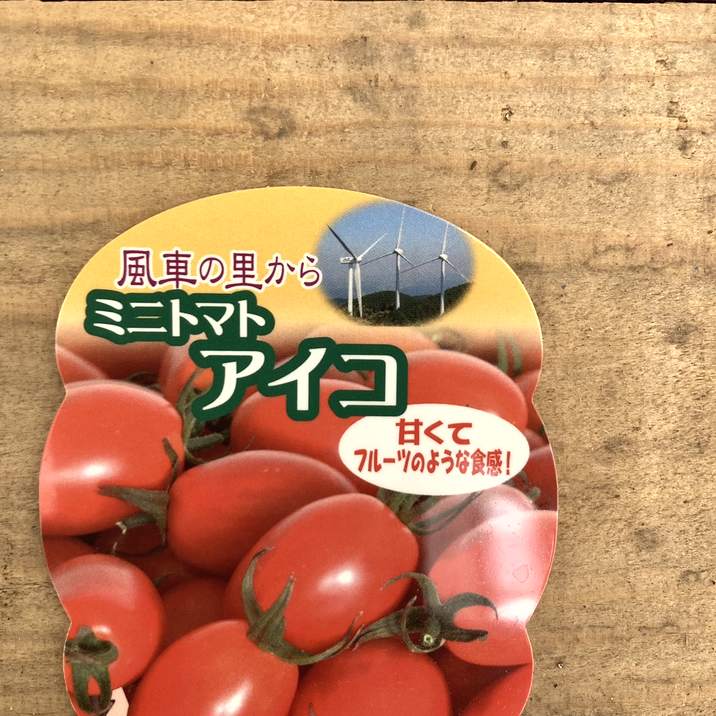 風車の里から
ミニトマト
アイコ
甘くて
フルーツのような食感!